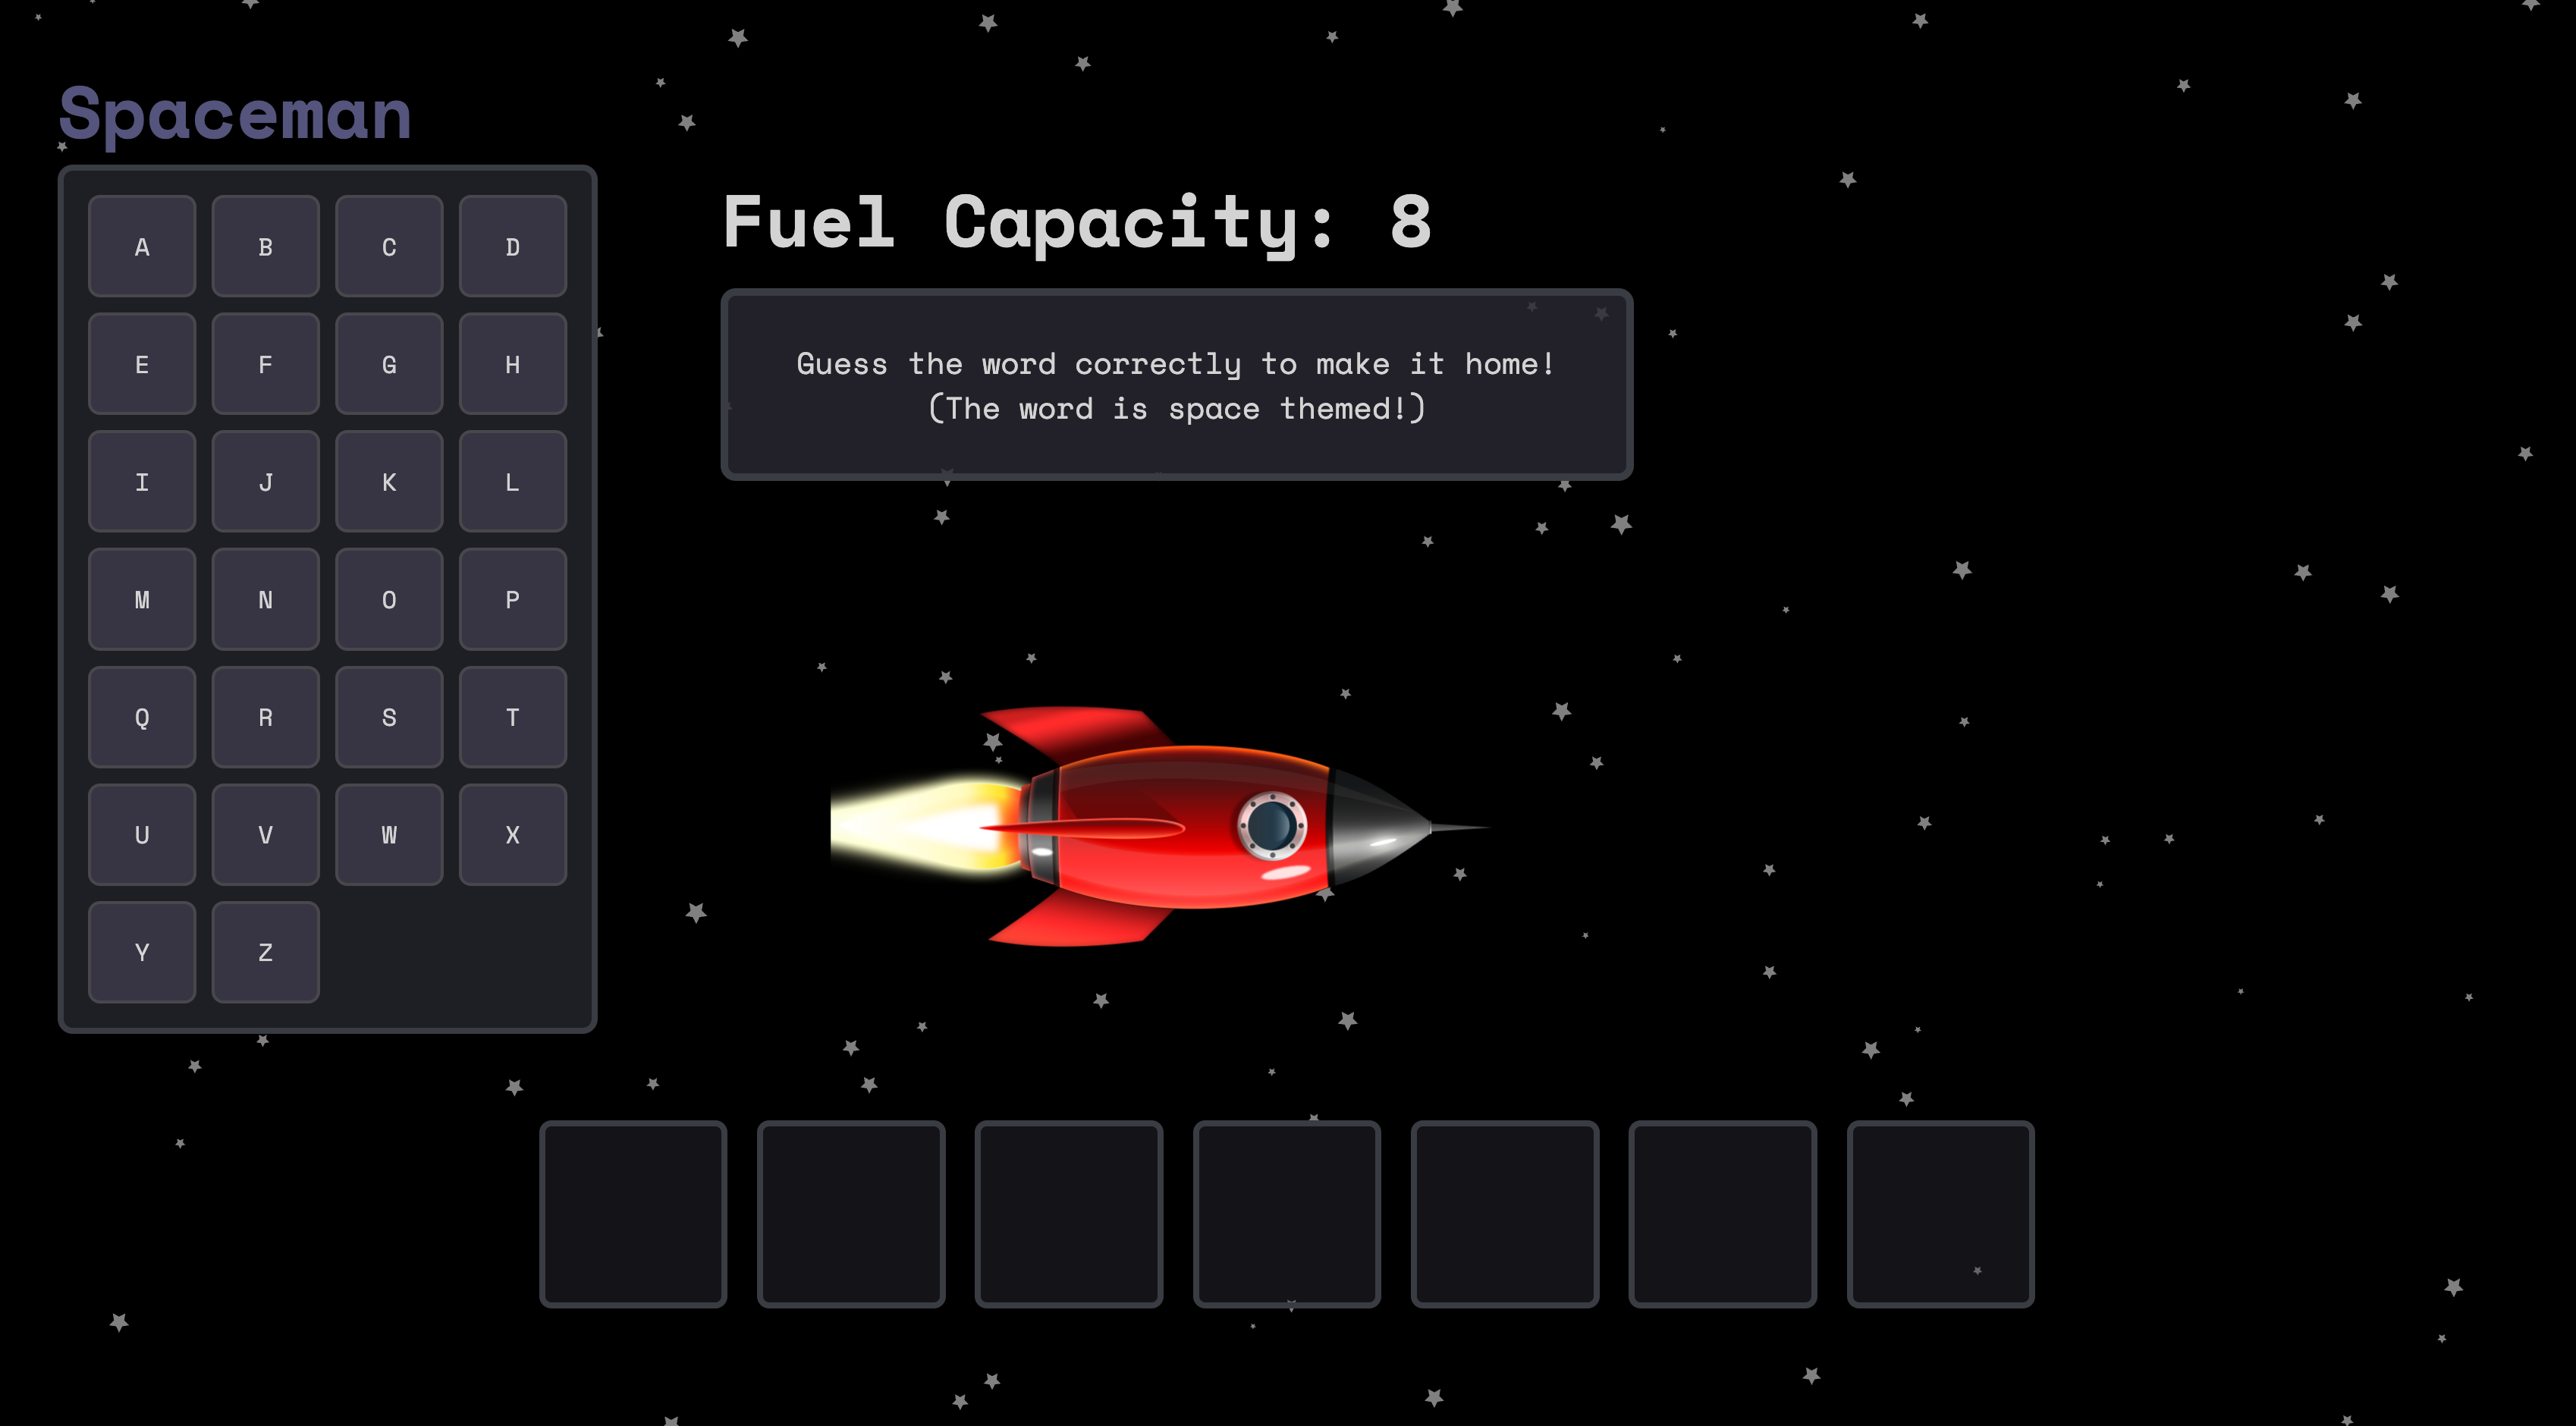 Spaceman
A B C D
E F G H
I J K L
M N O P
Q R S T
U V W X
Y Z
Fuel Capacity: 8
Guess the word correctly to make it home!
(The word is space themed!)